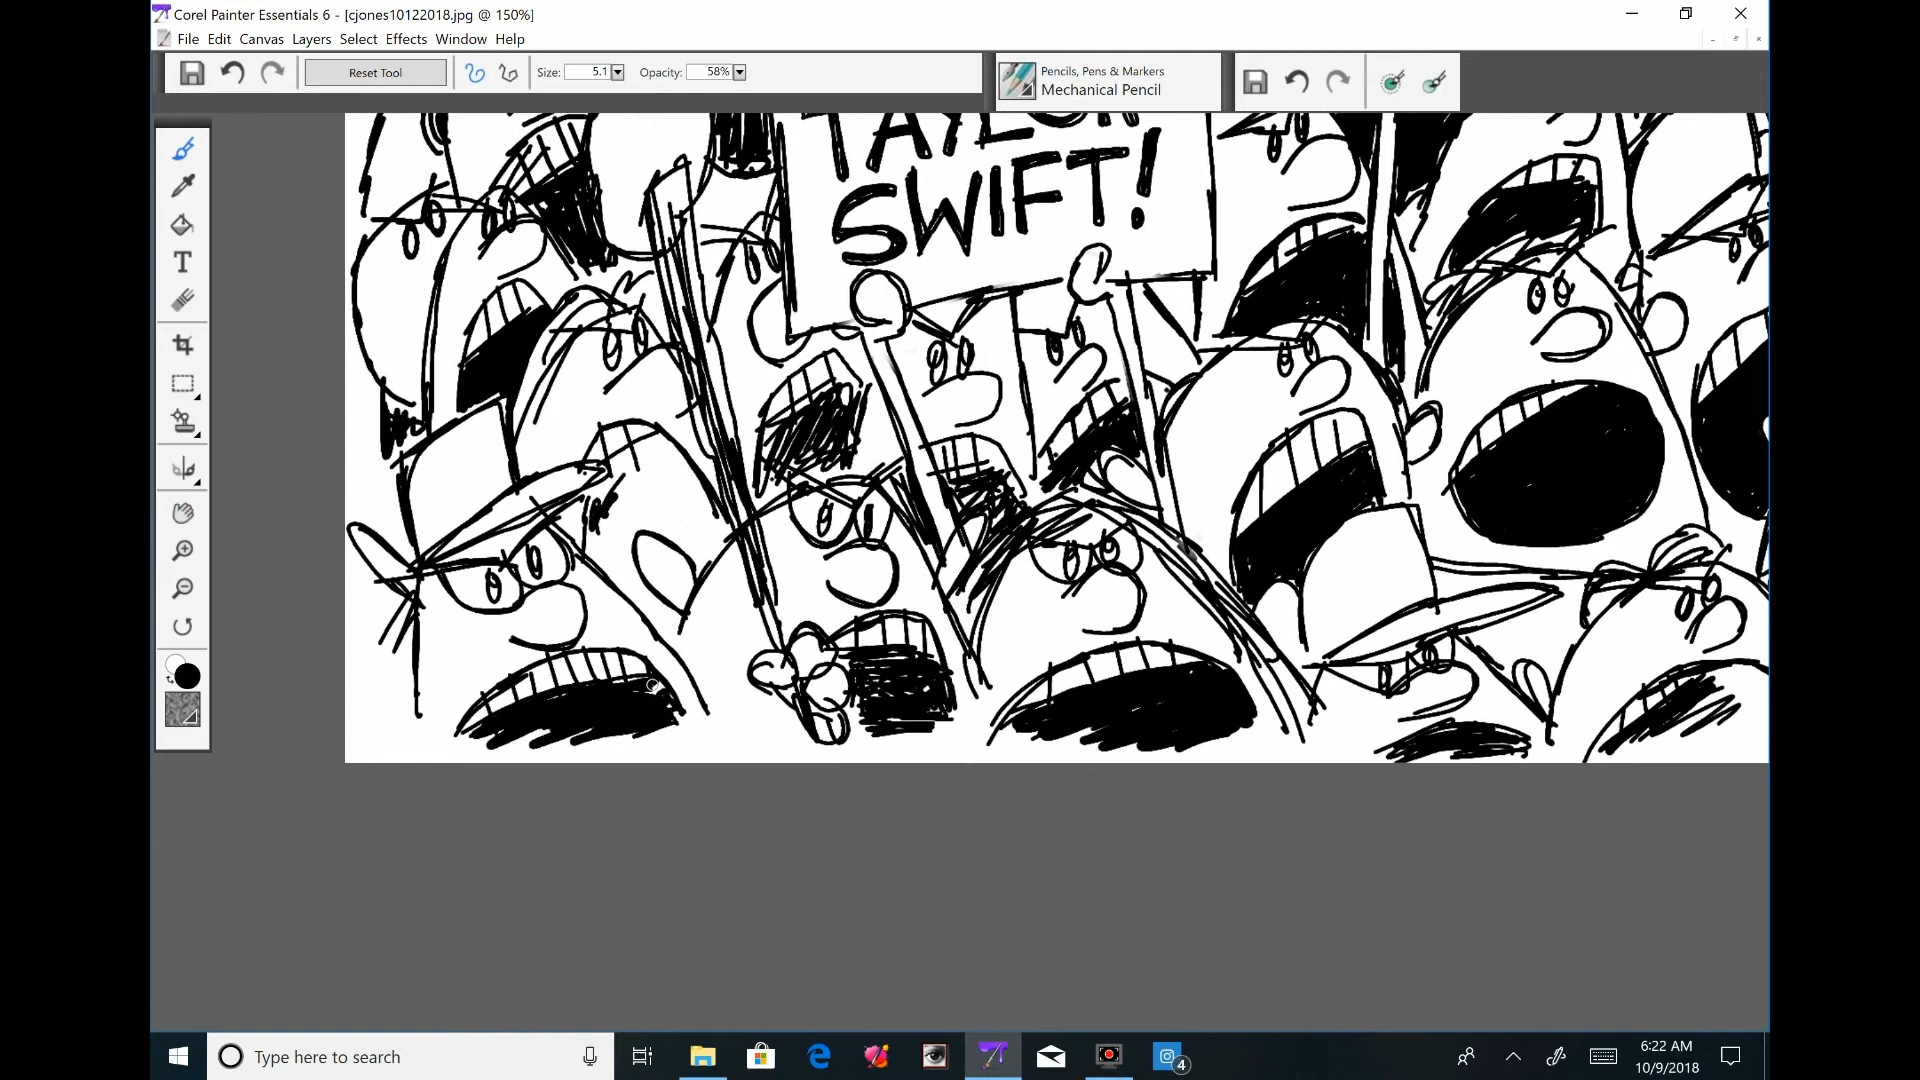 Corel Painter Essentials 6 - [cjones10122018.jpg @ 150%]
File Edit Canvas Layers Select Effects Window Help
Reset Tool
Size: 5.1
Opacity: 58%
Pencils, Pens & Markers
Mechanical Pencil
TAYLOR
SWIFT!
Type here to search
4
6:22 AM
10/9/2018